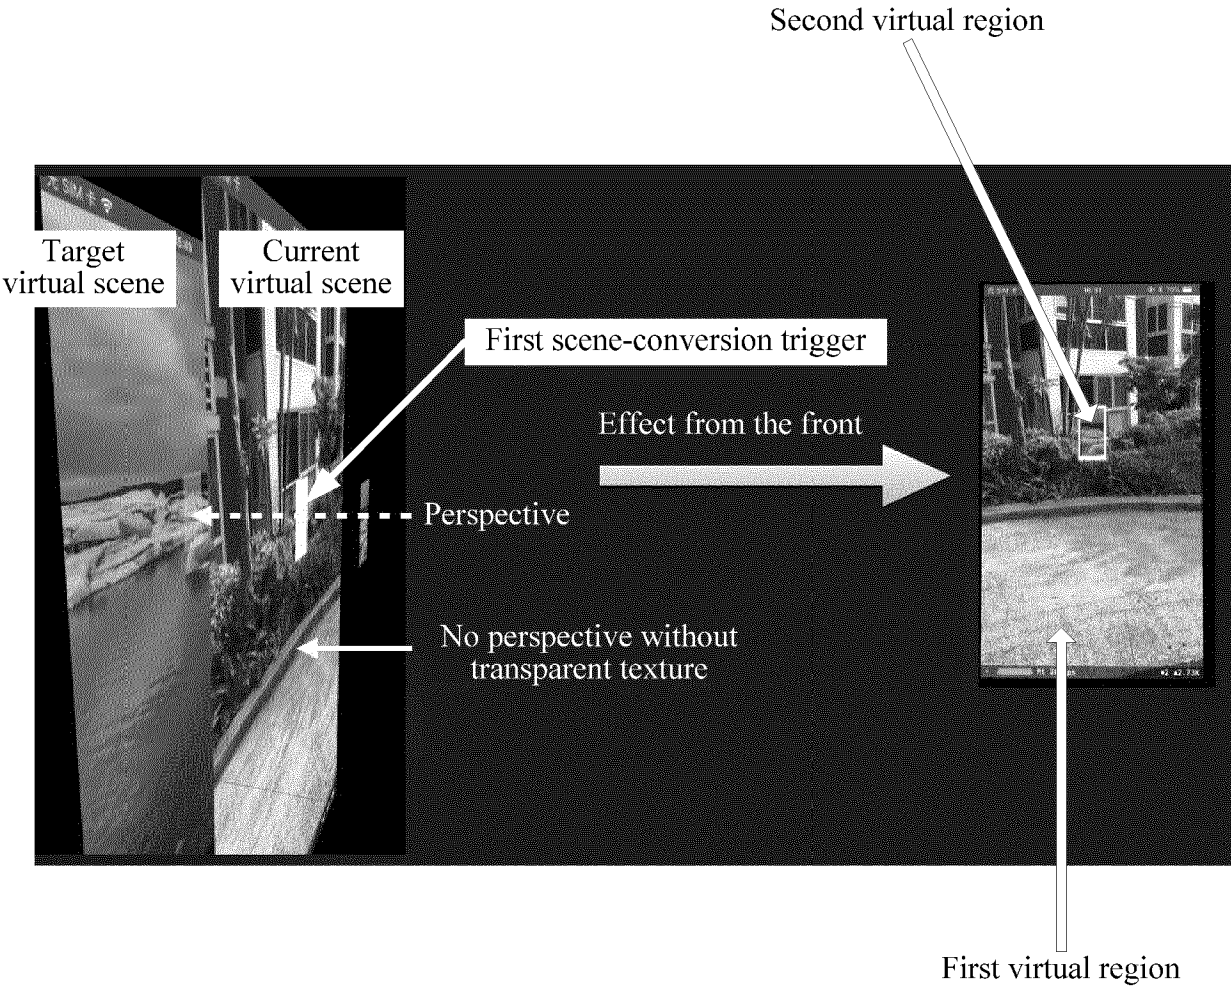 Second virtual region
SIM
Target
virtual scene
Current
virtual scene
First scene-conversion trigger
Effect from the front
Perspective
No perspective without
transparent texture
First virtual region